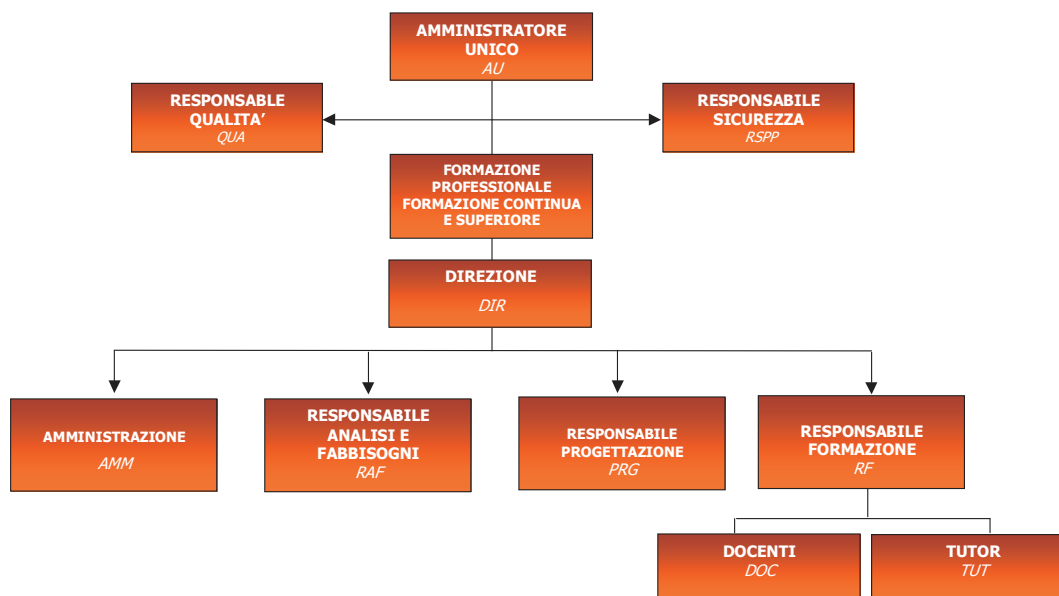 AMMINISTRATORE
UNICO
AU
RESPONSABLE
QUALITA’
QUA
RESPONSABILE
SICUREZZA
RSPP
FORMAZIONE
PROFESSIONALE
FORMAZIONE CONTINUA
E SUPERIORE
DIREZIONE
DIR
AMMINISTRAZIONE
AMM
RESPONSABILE
ANALISI E
FABBISOGNI
RAF
RESPONSABILE
PROGETTAZIONE
PRG
RESPONSABILE
FORMAZIONE
RF
DOCENTI
DOC
TUTOR
TUT